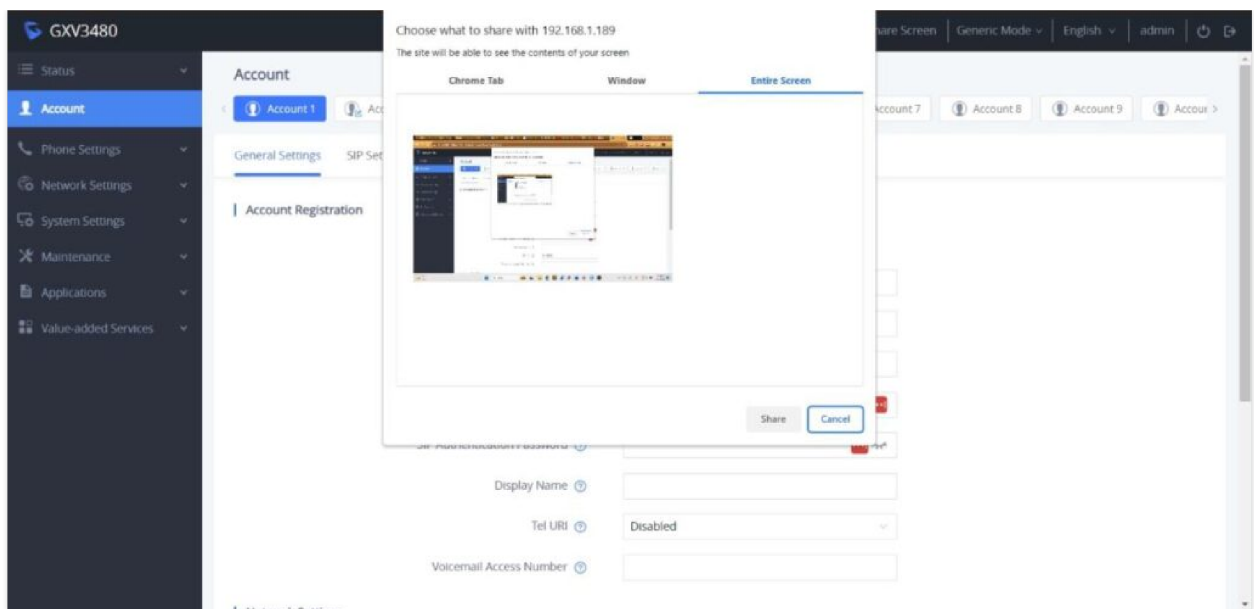 GXV3480
Choose what to share with 192.168.1.189
The site will be able to see the contents of your screen
Screen
Generic Mode
English
admin
Status
Account
Phone Settings
Network Settings
System Settings
Maintenance
Applications
Value-added Services
Account
Chrome Tab
Window
Entire Screen
Account 1
Account 7
Account 8
Account 9
General Settings
Account Registration
Share
Cancel
SIP Authentication Password
Display Name
Tel URI
Disabled
Voicemail Access Number